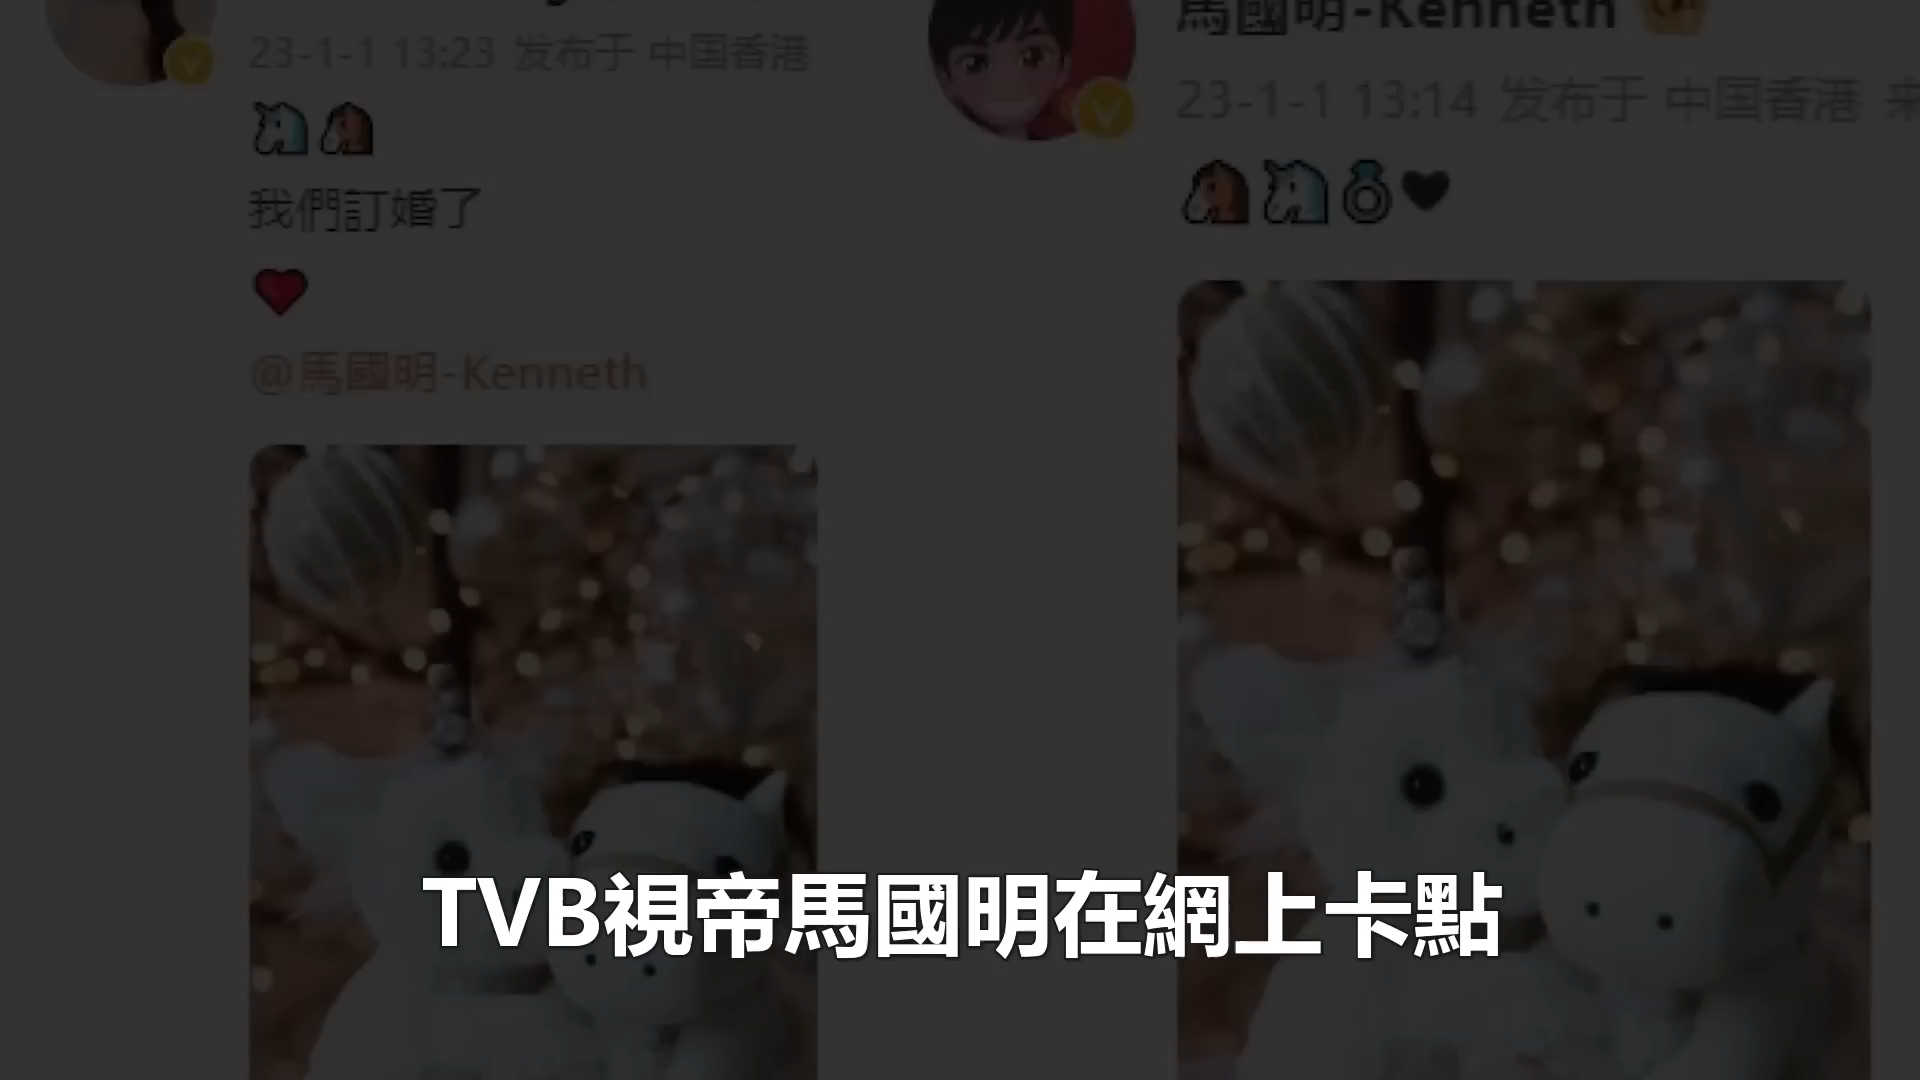 23-1-1 13:23 发布于 中国香港
我們訂婚了
@馬國明-Kenneth
馬國明-Kenneth
23-1-1 13:14 发布于 中国香港 来
TVB視帝馬國明在網上卡點